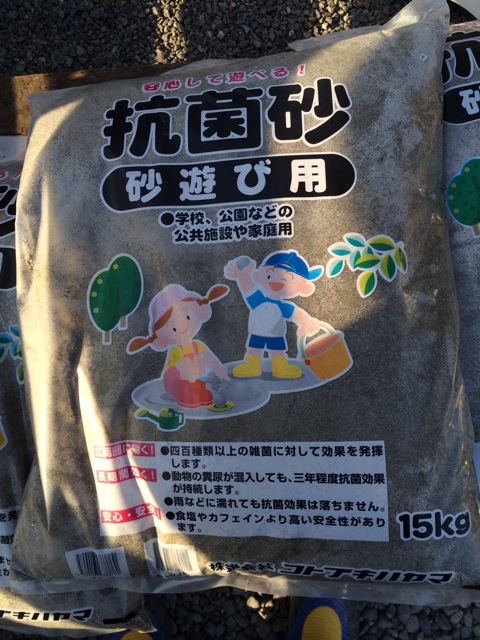 安心して遊べる！
抗菌砂
砂遊び用
●学校、公園などの
公共施設や家庭用
●四百種類以上の雑菌に対して効果を発揮
します。
長期間効く！
●動物の糞尿が混入しても、三年程度抗菌効果
が持続します。
●雨などに濡れても抗菌効果は落ちません。
安心・安全！
●食塩やカフェインより高い安全性があり
ます。
15kg
株式会社 コトブキハヤマ